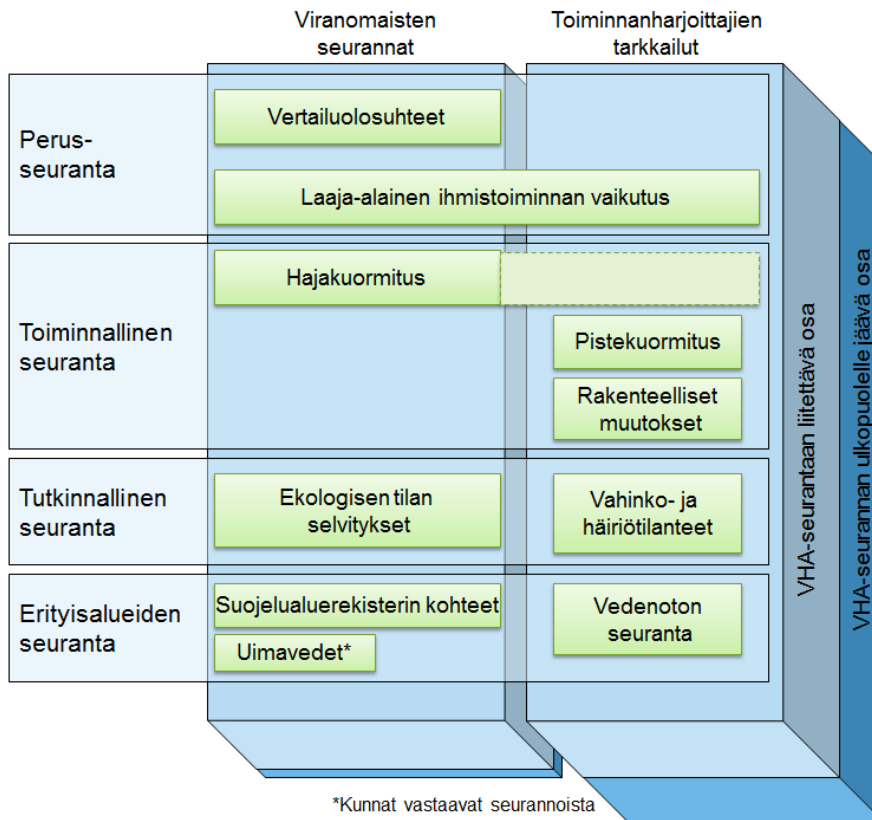 Viranomaisten
seurannat
Toiminnanharjoittajien
tarkkailut
Perus-
seuranta
Vertailuolosuhteet
Laaja-alainen ihmistoiminnan vaikutus
Toiminnallinen
seuranta
Hajakuormitus
Pistekuormitus
Rakenteelliset
muutokset
Tutkinnallinen
seuranta
Ekologisen tilan
selvitykset
Vahinko- ja
häiriötilanteet
Erityisalueiden
seuranta
Suojelualuerekisterin kohteet
Uimavedet*
Vedenoton
seuranta
VHA-seurantaan liitettävä osa
VHA-seurannan ulkopuolelle jäävä osa
*Kunnat vastaavat seurannoista